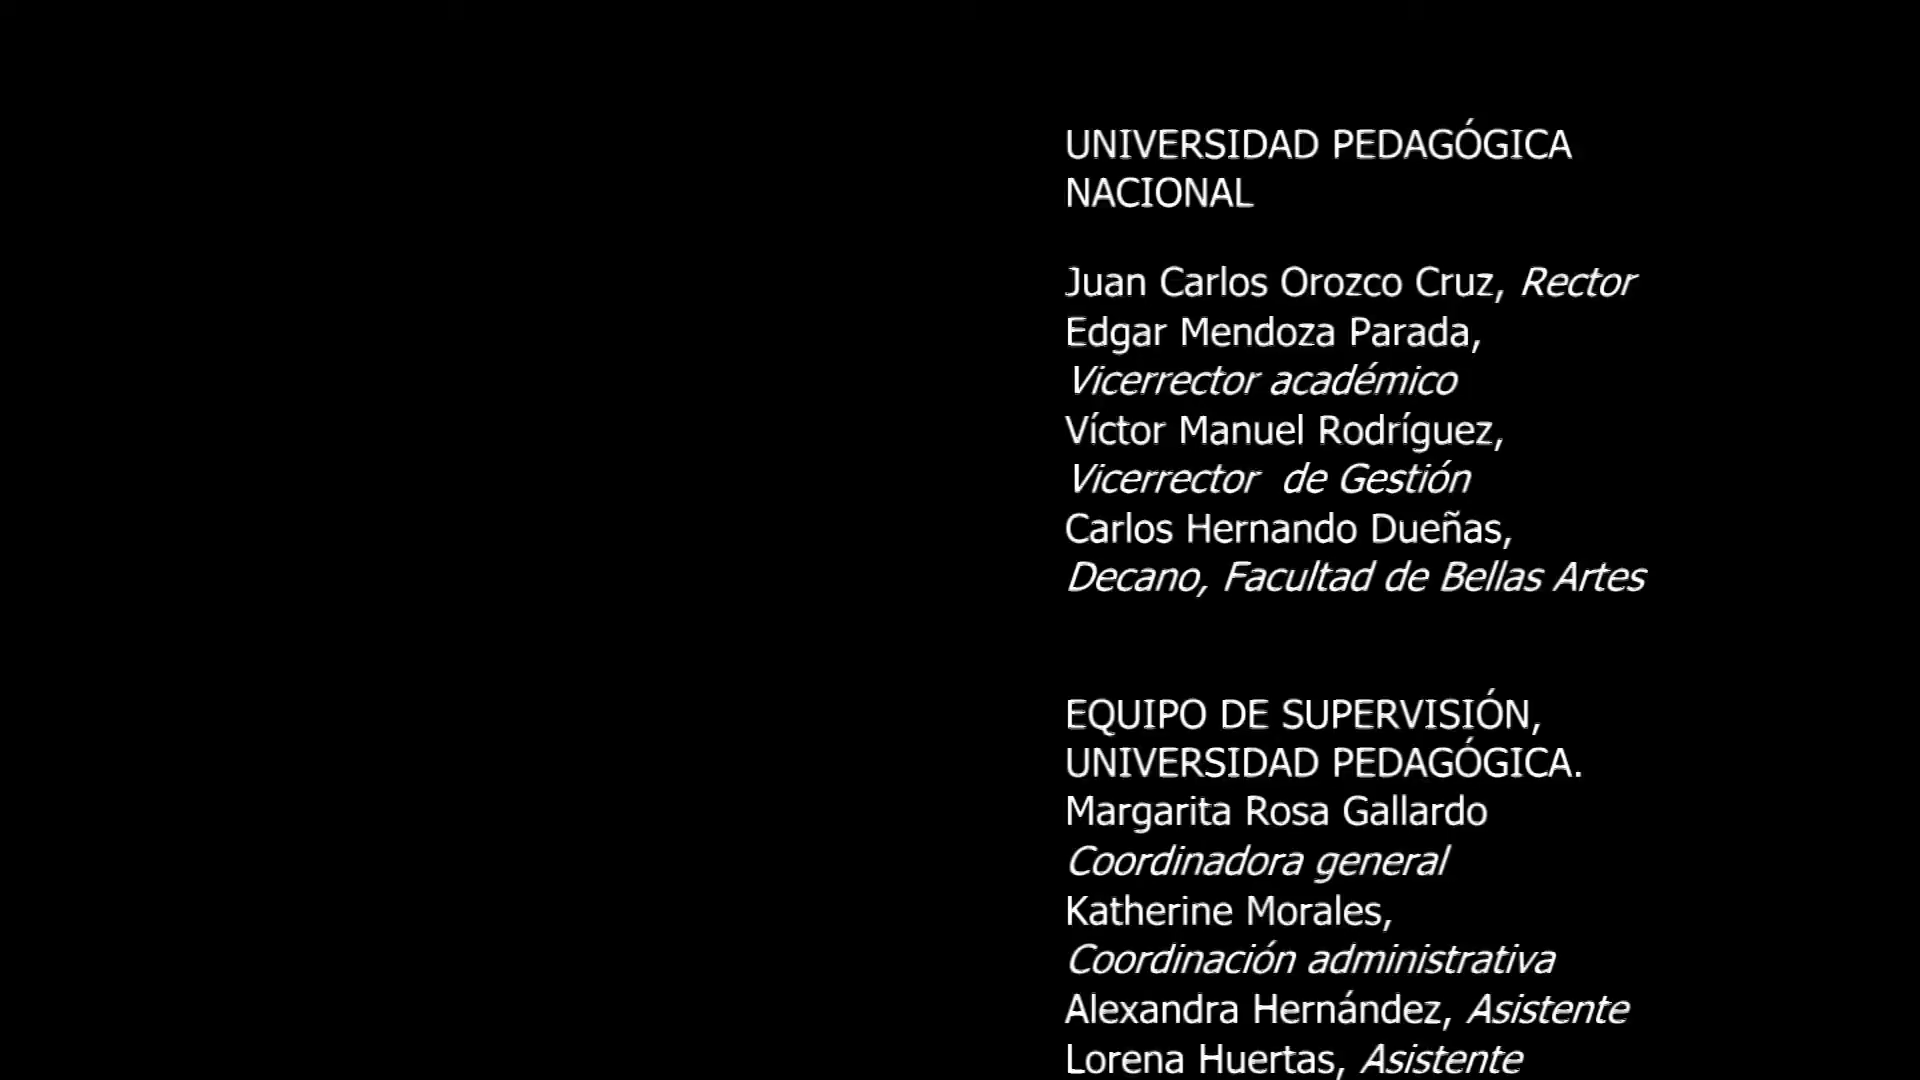 UNIVERSIDAD PEDAGÓGICA
NACIONAL
Juan Carlos Orozco Cruz, Rector
Edgar Mendoza Parada,
Vicerrector académico
Víctor Manuel Rodríguez,
Vicerrector de Gestión
Carlos Hernando Dueñas,
Decano, Facultad de Bellas Artes
EQUIPO DE SUPERVISIÓN,
UNIVERSIDAD PEDAGÓGICA.
Margarita Rosa Gallardo
Coordinadora general
Katherine Morales,
Coordinación administrativa
Alexandra Hernández, Asistente
Lorena Huertas, Asistente